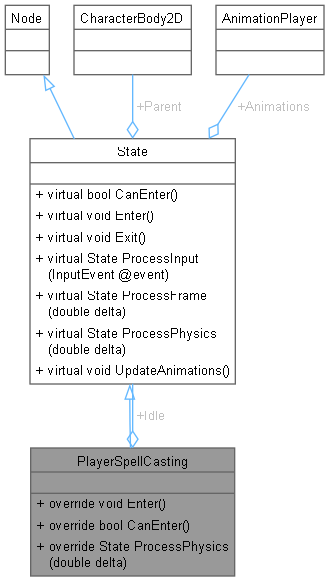 Node
CharacterBody2D
AnimationPlayer
+Parent
+Animations
State
+ virtual bool CanEnter()
+ virtual void Enter()
+ virtual void Exit()
+ virtual State ProcessInput
(InputEvent @event)
+ virtual State ProcessFrame
(double delta)
+ virtual State ProcessPhysics
(double delta)
+ virtual void UpdateAnimations()
+Idle
PlayerSpellCasting
+ override void Enter()
+ override bool CanEnter()
+ override State ProcessPhysics
(double delta)